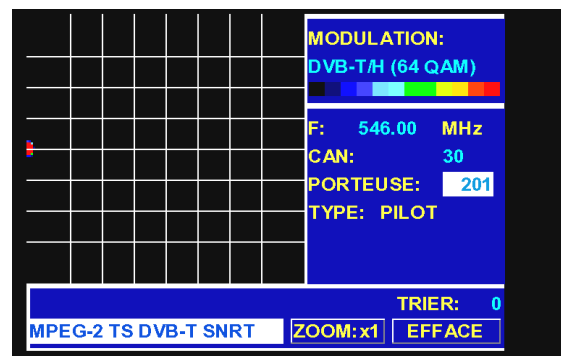 MODULATION:
DVB-T/H (64 QAM)
F: 546.00 MHz
CAN: 30
PORTEUSE: 201
TYPE: PILOT
TRIER: 0
MPEG-2 TS DVB-T SNRT ZOOM:x1 EFFACE